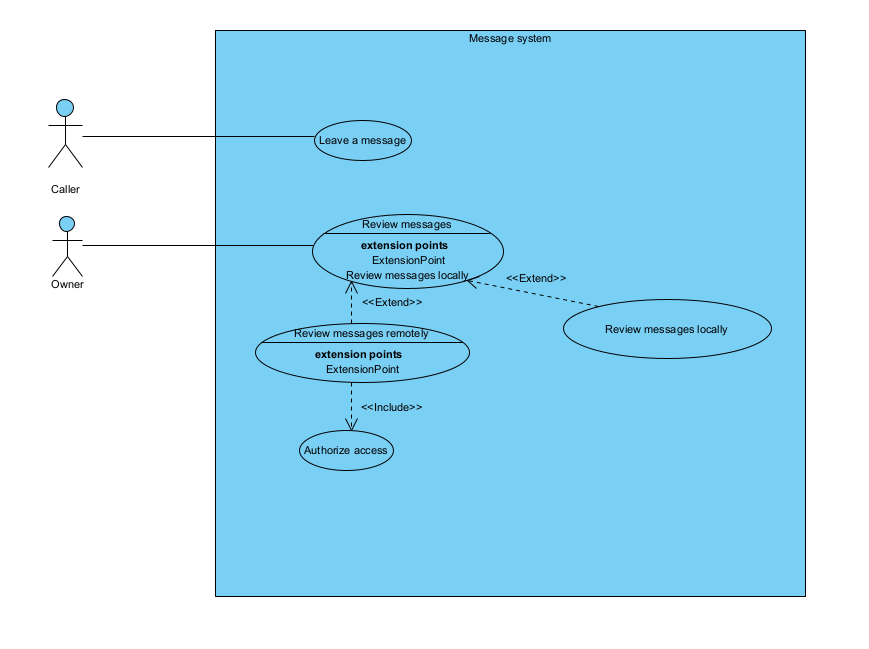 Message system
Leave a message
Caller
Review messages
extension points
ExtensionPoint
Review messages locally
Owner
<<Extend>>
<<Extend>>
Review messages locally
Review messages remotely
extension points
ExtensionPoint
<<Include>>
Authorize access